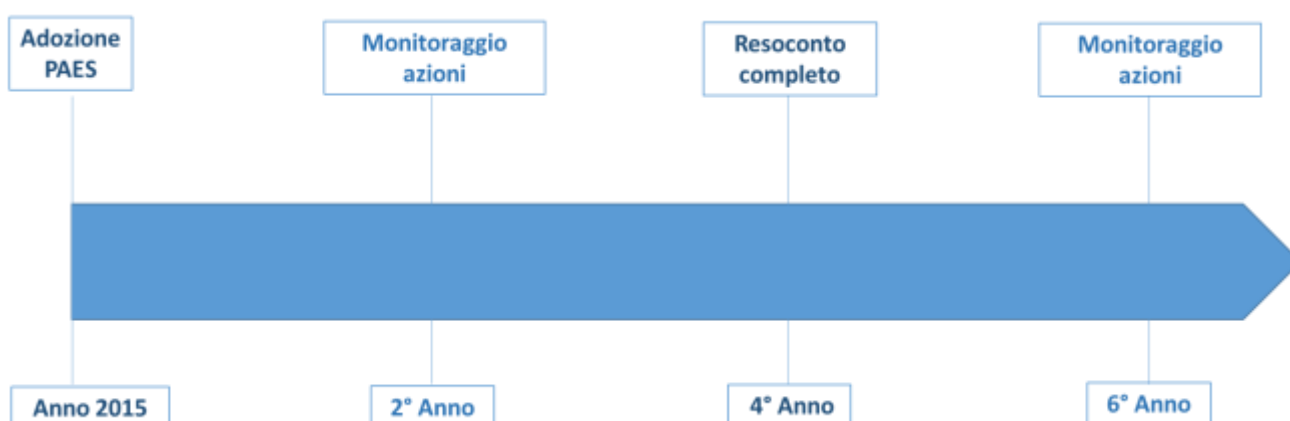 Adozione
PAES
Monitoraggio
azioni
Resoconto
completo
Monitoraggio
azioni
Anno 2015
2° Anno
4° Anno
6° Anno